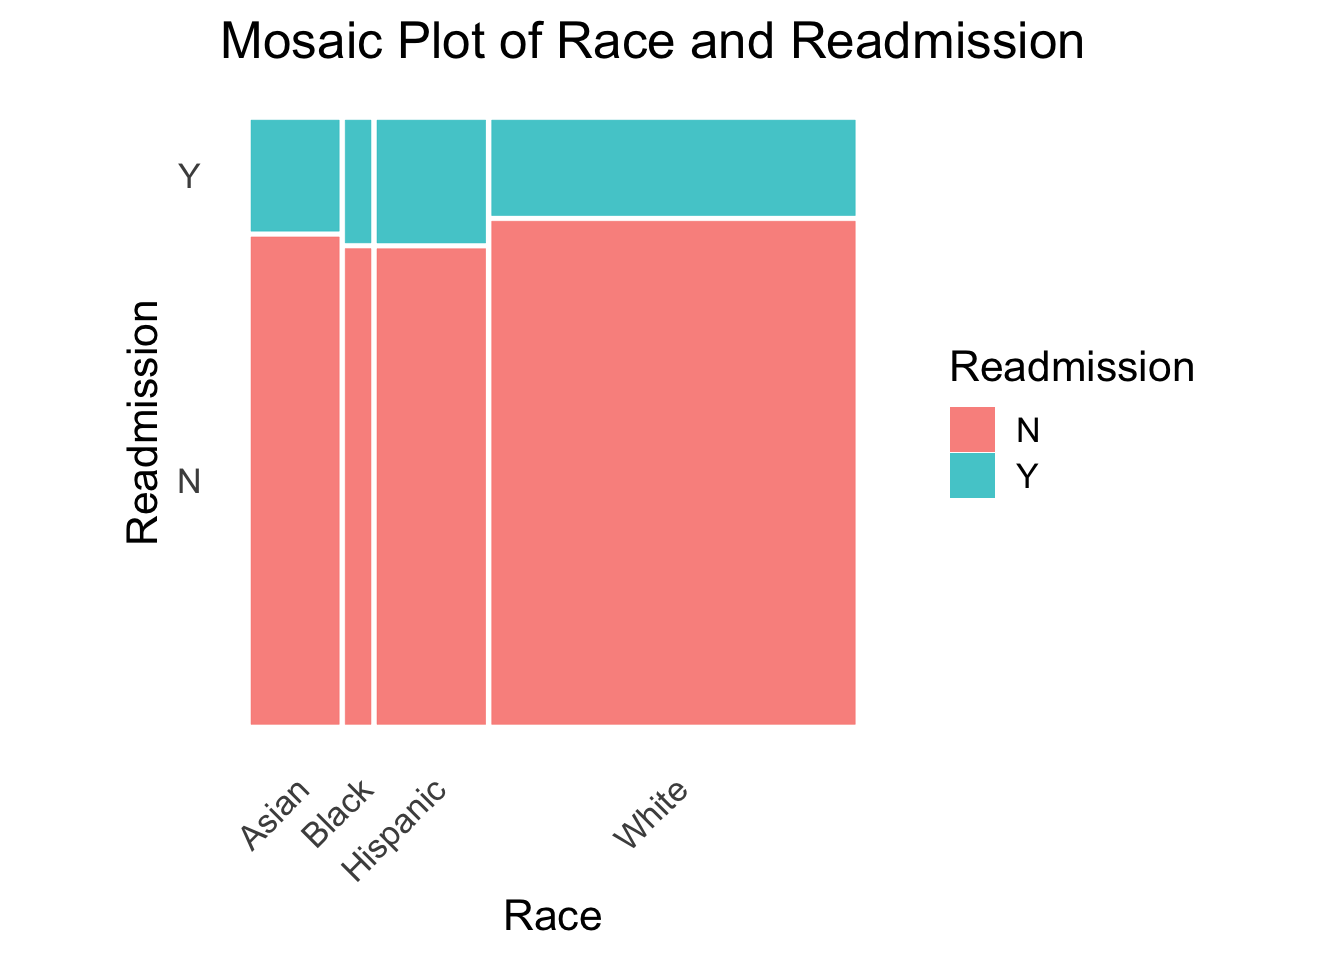 Mosaic Plot of Race and Readmission
Y
N
Readmission
Readmission
N
Y
Asian
Black
Hispanic
White
Race